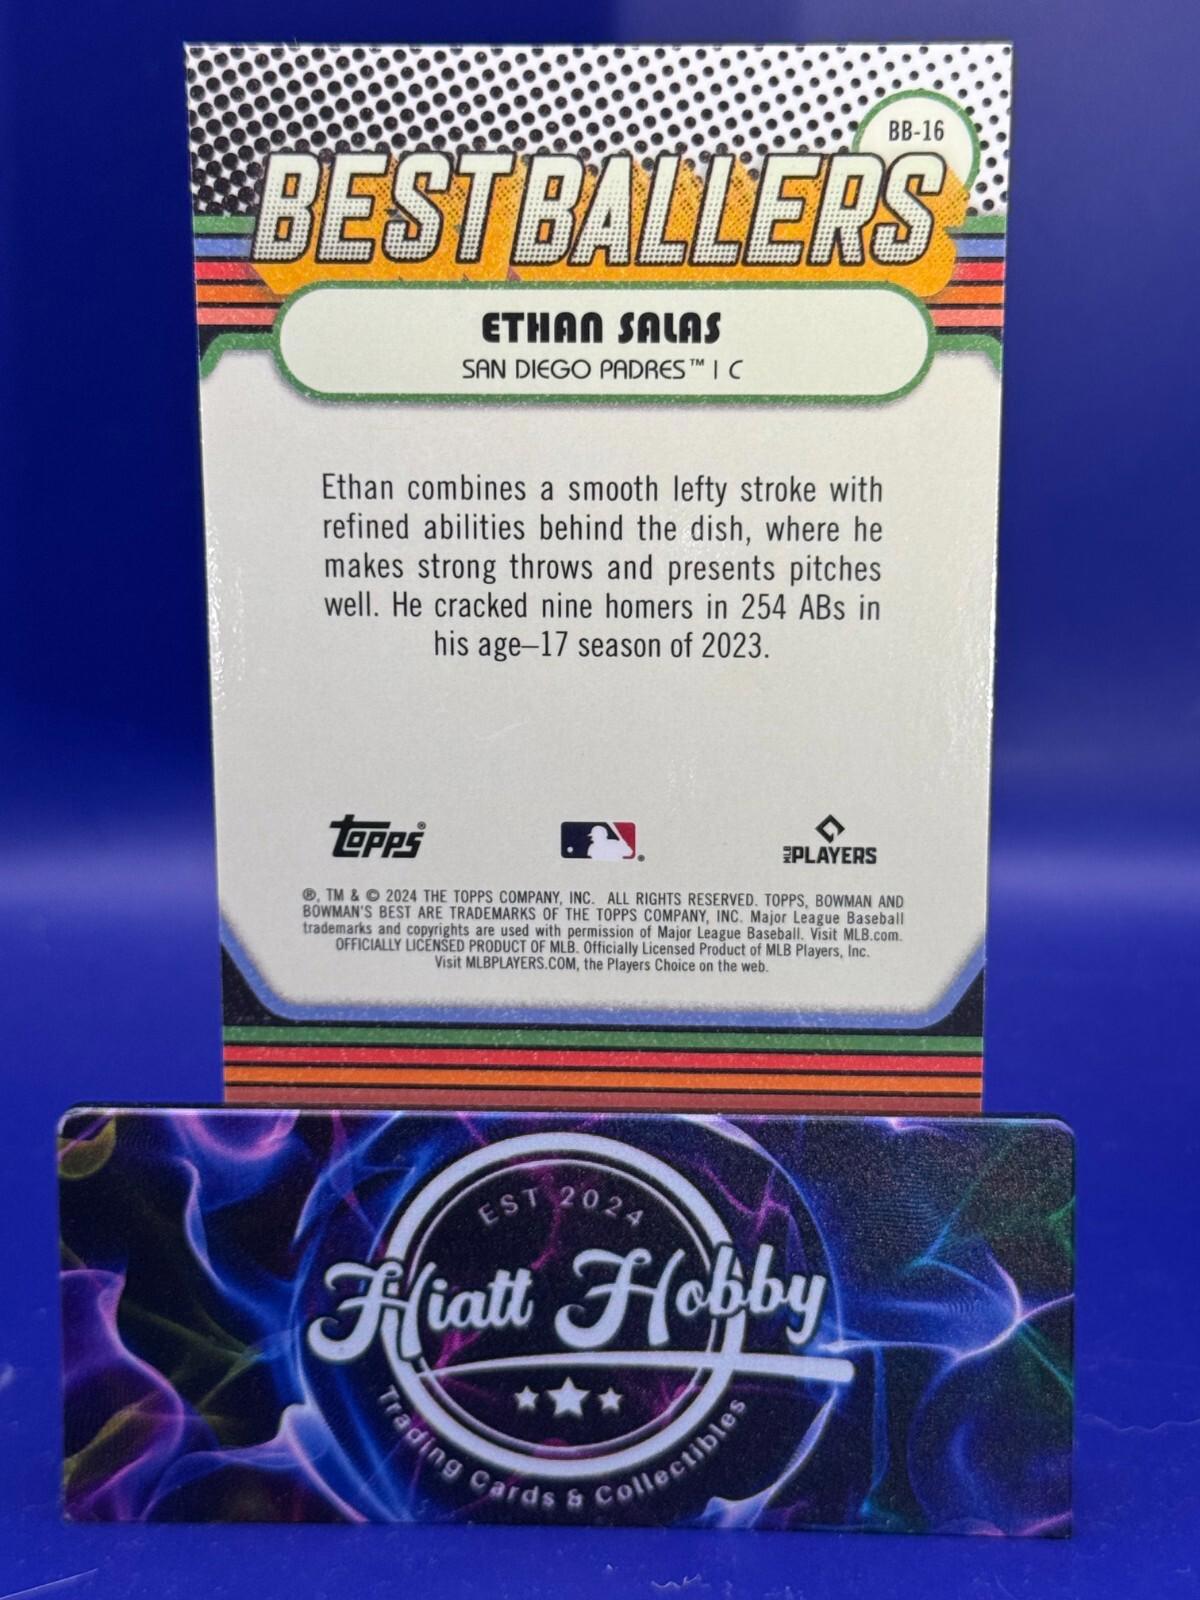 BB-16
BEST BALLERS
ETHAN SALAS
SAN DIEGO PADRES™ | C
Ethan combines a smooth lefty stroke with
refined abilities behind the dish, where he
makes strong throws and presents pitches
well. He cracked nine homers in 254 ABs in
his age–17 season of 2023.
topps®
®
MLB PLAYERS
®, TM & © 2024 THE TOPPS COMPANY, INC. ALL RIGHTS RESERVED. TOPPS, BOWMAN AND
BOWMAN'S BEST ARE TRADEMARKS OF THE TOPPS COMPANY, INC. Major League Baseball
trademarks and copyrights are used with permission of Major League Baseball. Visit MLB.com.
OFFICIALLY LICENSED PRODUCT OF MLB. Officially Licensed Product of MLB Players, Inc.
Visit MLBPLAYERS.COM, the Players Choice on the web.
EST 2024
Hiatt Hobby
Trading Cards & Collectibles